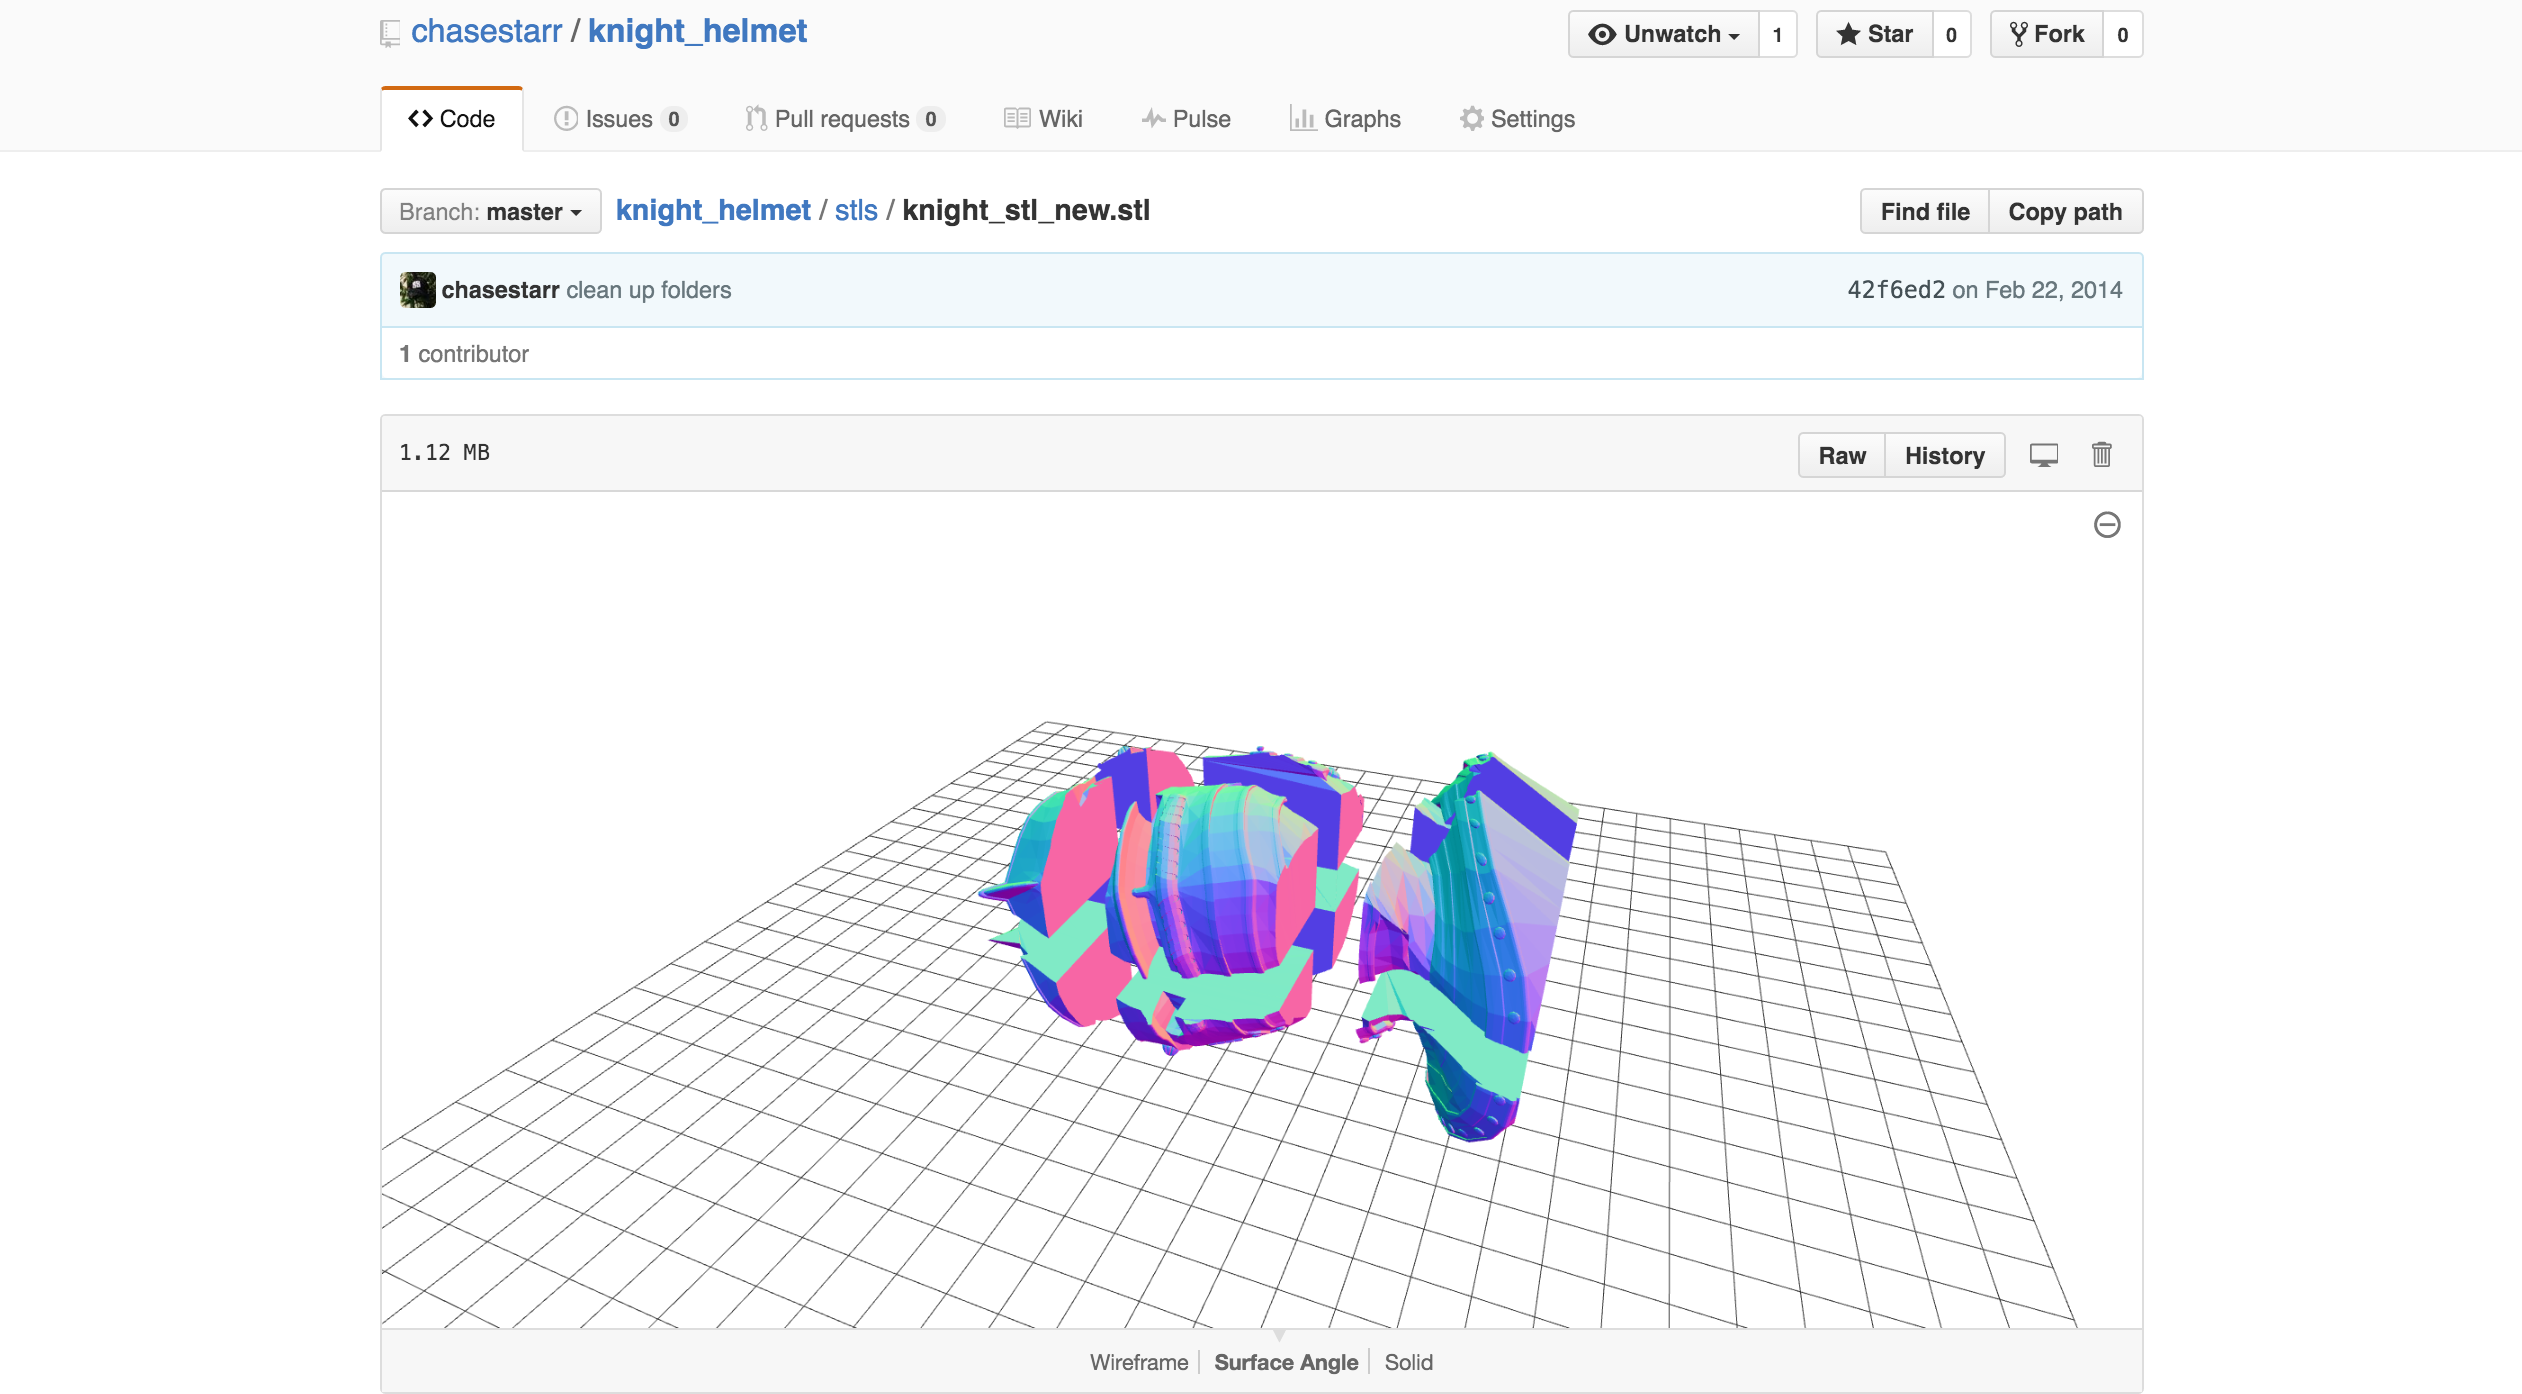 chasestarr / knight_helmet
Unwatch 1 Star 0 Fork 0
Code Issues 0 Pull requests 0 Wiki Pulse Graphs Settings
Branch: master knight_helmet / stls / knight_stl_new.stl Find file Copy path
chasestarr clean up folders 42f6ed2 on Feb 22, 2014
1 contributor
1.12 MB Raw History
Wireframe Surface Angle Solid